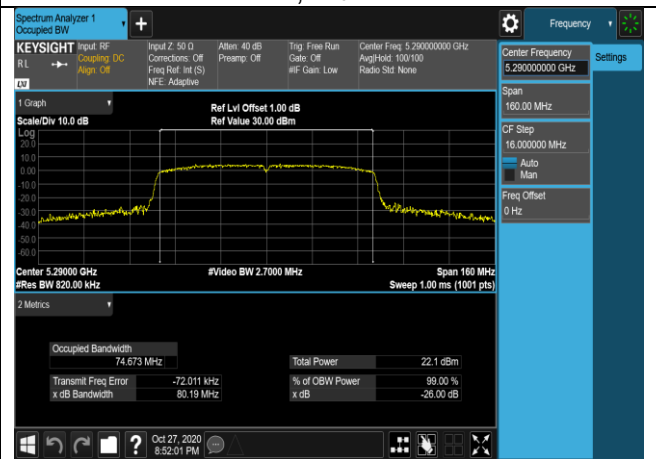 Spectrum Analyzer 1
Occupied BW
Frequency
KEYSIGHT
RL
LXI
Input: RF
Coupling: DC
Align: Off
Input Z: 50 Ω
Corrections: Off
Freq Ref: Int (S)
NFE: Adaptive
Atten: 40 dB
Preamp: Off
Trig: Free Run
Gate: Off
#IF Gain: Low
Center Freq: 5.290000000 GHz
Avg|Hold: 100/100
Radio Std: None
Center Frequency
5.290000000 GHz
Settings
Span
160.00 MHz
CF Step
16.000000 MHz
Auto
Man
Freq Offset
0 Hz
1 Graph
Scale/Div 10.0 dB
Ref Lvl Offset 1.00 dB
Ref Value 30.00 dBm
Log
20.0
10.0
0.00
-10.0
-20.0
-30.0
-40.0
-50.0
-60.0
Center 5.29000 GHz
#Video BW 2.7000 MHz
Span 160 MHz
#Res BW 820.00 kHz
Sweep 1.00 ms (1001 pts)
2 Metrics
Occupied Bandwidth
74.673 MHz
Total Power 22.1 dBm
Transmit Freq Error -72.011 kHz
% of OBW Power 99.00 %
x dB Bandwidth 80.19 MHz
x dB -26.00 dB
Oct 27, 2020
8:52:01 PM